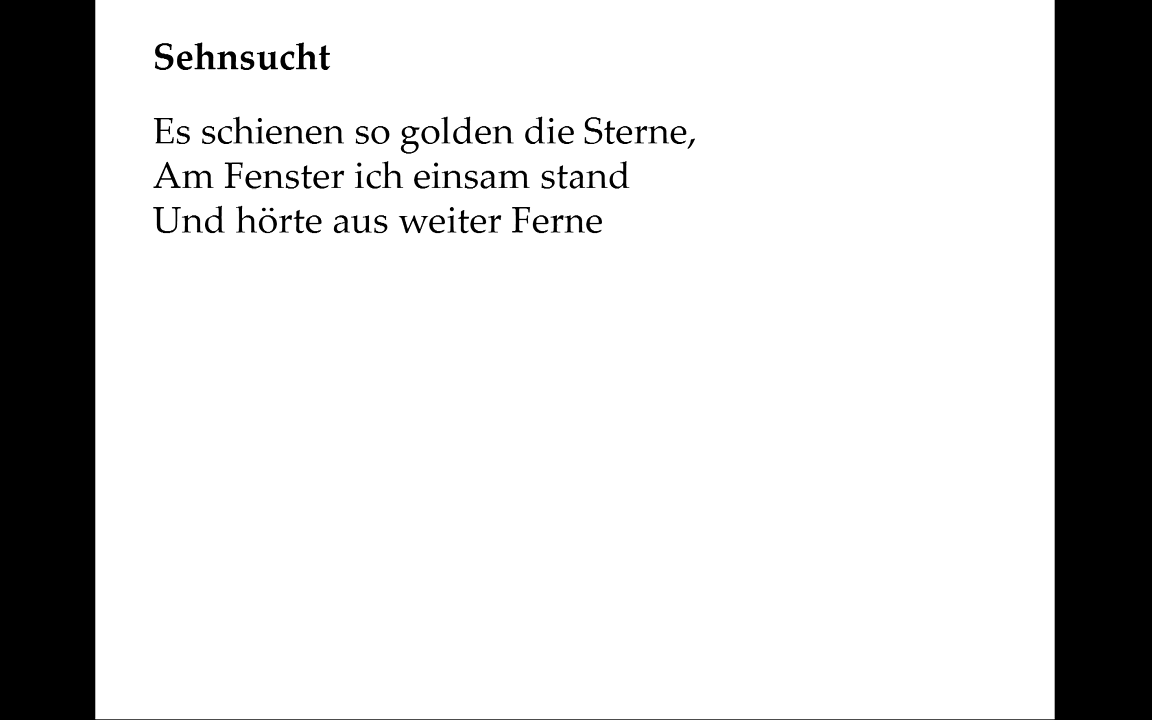 Sehnsucht
Es schienen so golden die Sterne,
Am Fenster ich einsam stand
Und hörte aus weiter Ferne